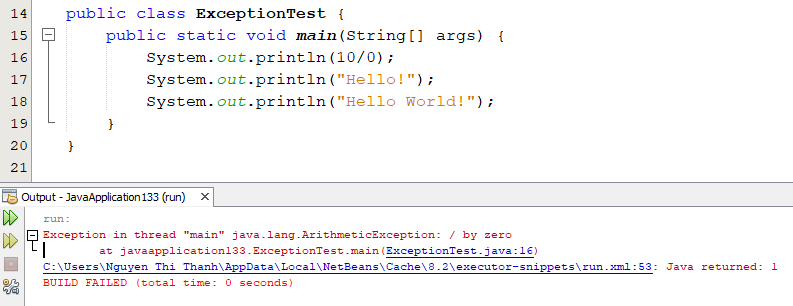 14 public class ExceptionTest {
15 public static void main(String[] args) {
16 System.out.println(10/0);
17 System.out.println("Hello!");
18 System.out.println("Hello World!");
19 }
20 }
21
Output - JavaApplication133 (run) X
run:
Exception in thread "main" java.lang.ArithmeticException: / by zero
at javaapplication133.ExceptionTest.main(ExceptionTest.java:16)
C:\Users\Nguyen Thi Thanh\AppData\Local\NetBeans\Cache\8.2\executor-snippets\run.xml:53: Java returned: 1
BUILD FAILED (total time: 0 seconds)